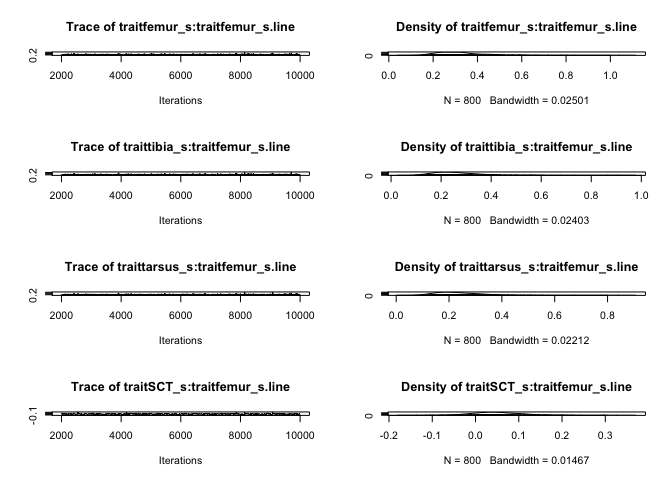 Trace of traitfemur_s:traitfemur_s.line
Density of traitfemur_s:traitfemur_s.line
0.2
2000 4000 6000 8000 10000
Iterations
0
0.0 0.2 0.4 0.6 0.8 1.0
N = 800 Bandwidth = 0.02501
Trace of traittibia_s:traitfemur_s.line
Density of traittibia_s:traitfemur_s.line
0.2
2000 4000 6000 8000 10000
Iterations
0
0.0 0.2 0.4 0.6 0.8 1.0
N = 800 Bandwidth = 0.02403
Trace of traittarsus_s:traitfemur_s.line
Density of traittarsus_s:traitfemur_s.line
0.2
2000 4000 6000 8000 10000
Iterations
0
0.0 0.2 0.4 0.6 0.8
N = 800 Bandwidth = 0.02212
Trace of traitSCT_s:traitfemur_s.line
Density of traitSCT_s:traitfemur_s.line
-0.1
2000 4000 6000 8000 10000
Iterations
0
-0.2 -0.1 0.0 0.1 0.2 0.3
N = 800 Bandwidth = 0.01467